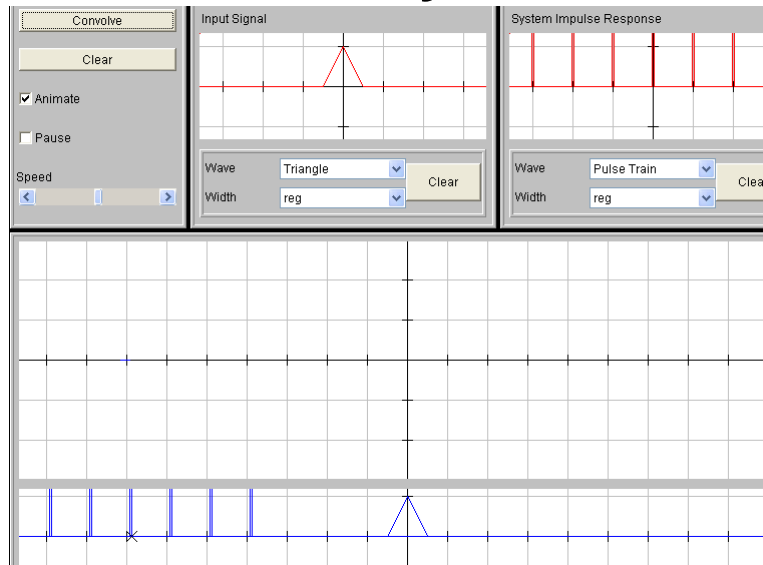 Convolve
Clear
Animate
Pause
Speed
Input Signal
Wave Triangle
Width reg
Clear
System Impulse Response
Wave Pulse Train
Width reg